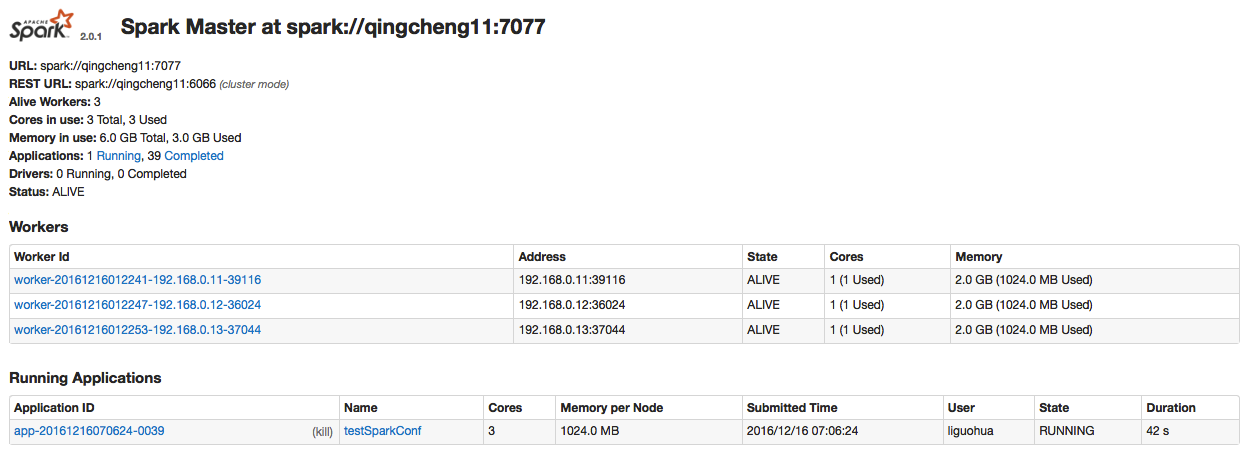 APACHE Spark 2.0.1 Spark Master at spark://qingcheng11:7077
URL: spark://qingcheng11:7077
REST URL: spark://qingcheng11:6066 (cluster mode)
Alive Workers: 3
Cores in use: 3 Total, 3 Used
Memory in use: 6.0 GB Total, 3.0 GB Used
Applications: 1 Running, 39 Completed
Drivers: 0 Running, 0 Completed
Status: ALIVE
Workers
Worker Id Address State Cores Memory
worker-20161216012241-192.168.0.11-39116 192.168.0.11:39116 ALIVE 1 (1 Used) 2.0 GB (1024.0 MB Used)
worker-20161216012247-192.168.0.12-36024 192.168.0.12:36024 ALIVE 1 (1 Used) 2.0 GB (1024.0 MB Used)
worker-20161216012253-192.168.0.13-37044 192.168.0.13:37044 ALIVE 1 (1 Used) 2.0 GB (1024.0 MB Used)
Running Applications
Application ID Name Cores Memory per Node Submitted Time User State Duration
app-20161216070624-0039 (kill) testSparkConf 3 1024.0 MB 2016/12/16 07:06:24 liguohua RUNNING 42 s